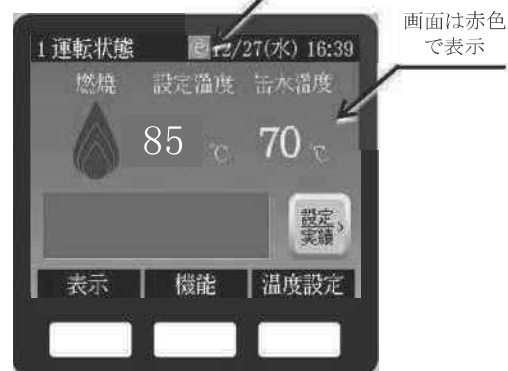 画面は赤色
で表示
1 運転状態 e 12/27(水) 16:39
燃焼 設定温度 缶水温度
85 ℃ 70 ℃
設定
実績
表示 機能 温度設定